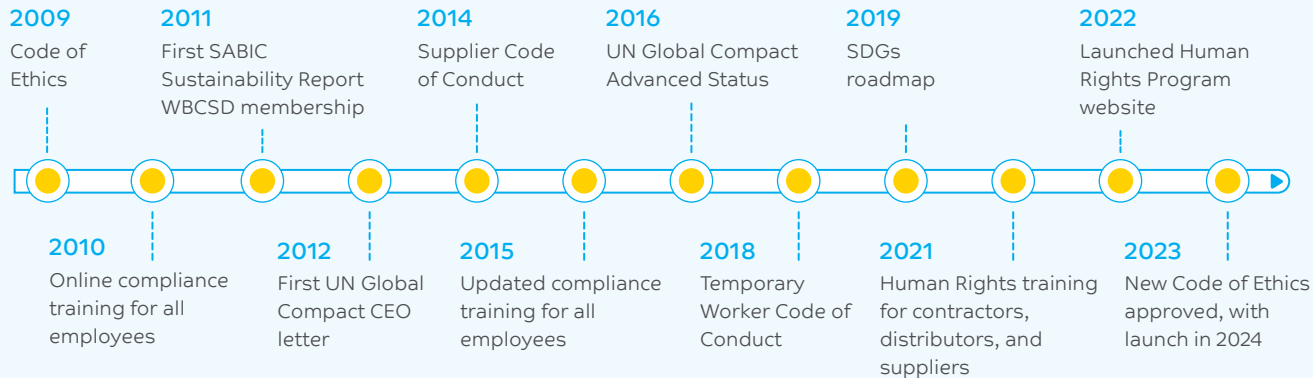 2009
Code of
Ethics
2011
First SABIC
Sustainability Report
WBCSD membership
2014
Supplier Code
of Conduct
2016
UN Global Compact
Advanced Status
2019
SDGs
roadmap
2022
Launched Human
Rights Program
website
2010
Online compliance
training for all
employees
2012
First UN Global
Compact CEO
letter
2015
Updated compliance
training for all
employees
2018
Temporary
Worker Code of
Conduct
2021
Human Rights training
for contractors,
distributors, and
suppliers
2023
New Code of Ethics
approved, with
launch in 2024